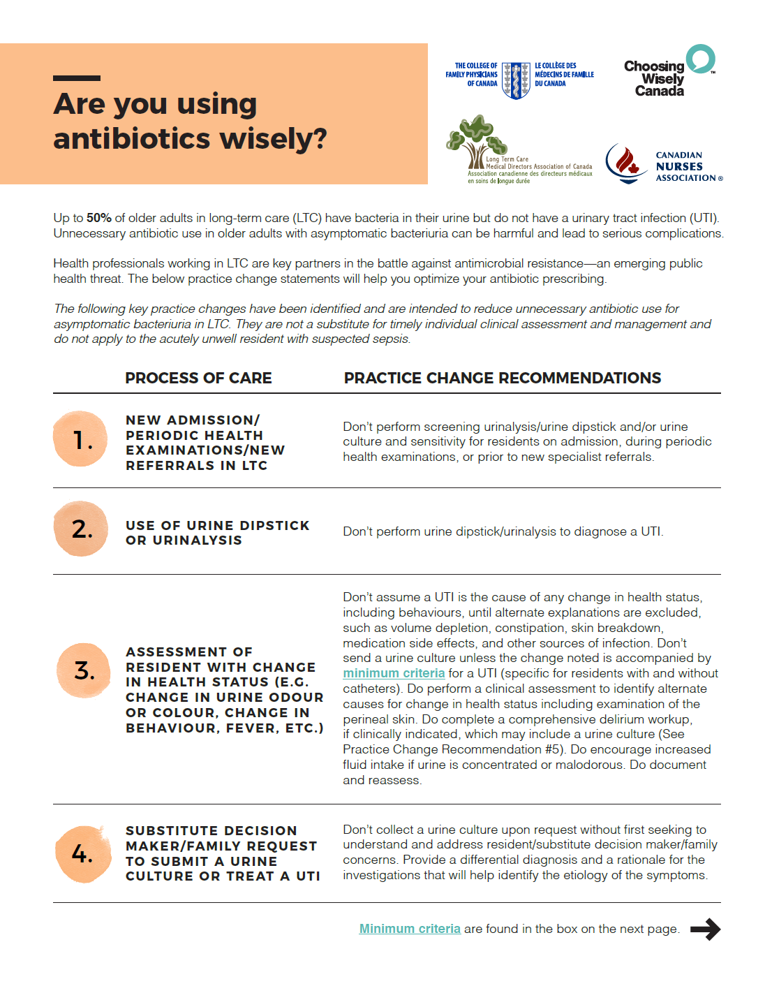 Are you using
antibiotics wisely?
THE COLLEGE OF
FAMILY PHYSICIANS
OF CANADA
LE COLLÈGE DES
MÉDECINS DE FAMILLE
DU CANADA
Choosing
Wisely
Canada
TM
Long Term Care
Medical Directors Association of Canada
Association canadienne des directeurs médicaux
en soins de longue durée
CANADIAN
NURSES
ASSOCIATION ®
Up to 50% of older adults in long-term care (LTC) have bacteria in their urine but do not have a urinary tract infection (UTI).
Unnecessary antibiotic use in older adults with asymptomatic bacteriuria can be harmful and lead to serious complications.
Health professionals working in LTC are key partners in the battle against antimicrobial resistance—an emerging public
health threat. The below practice change statements will help you optimize your antibiotic prescribing.
The following key practice changes have been identified and are intended to reduce unnecessary antibiotic use for
asymptomatic bacteriuria in LTC. They are not a substitute for timely individual clinical assessment and management and
do not apply to the acutely unwell resident with suspected sepsis.
PROCESS OF CARE
PRACTICE CHANGE RECOMMENDATIONS
1.
NEW ADMISSION/
PERIODIC HEALTH
EXAMINATIONS/NEW
REFERRALS IN LTC
Don't perform screening urinalysis/urine dipstick and/or urine
culture and sensitivity for residents on admission, during periodic
health examinations, or prior to new specialist referrals.
2.
USE OF URINE DIPSTICK
OR URINALYSIS
Don't perform urine dipstick/urinalysis to diagnose a UTI.
3.
ASSESSMENT OF
RESIDENT WITH CHANGE
IN HEALTH STATUS (E.G.
CHANGE IN URINE ODOUR
OR COLOUR, CHANGE IN
BEHAVIOUR, FEVER, ETC.)
Don't assume a UTI is the cause of any change in health status,
including behaviours, until alternate explanations are excluded,
such as volume depletion, constipation, skin breakdown,
medication side effects, and other sources of infection. Don't
send a urine culture unless the change noted is accompanied by
minimum criteria for a UTI (specific for residents with and without
catheters). Do perform a clinical assessment to identify alternate
causes for change in health status including examination of the
perineal skin. Do complete a comprehensive delirium workup,
if clinically indicated, which may include a urine culture (See
Practice Change Recommendation #5). Do encourage increased
fluid intake if urine is concentrated or malodorous. Do document
and reassess.
4.
SUBSTITUTE DECISION
MAKER/FAMILY REQUEST
TO SUBMIT A URINE
CULTURE OR TREAT A UTI
Don't collect a urine culture upon request without first seeking to
understand and address resident/substitute decision maker/family
concerns. Provide a differential diagnosis and a rationale for the
investigations that will help identify the etiology of the symptoms.
Minimum criteria are found in the box on the next page.